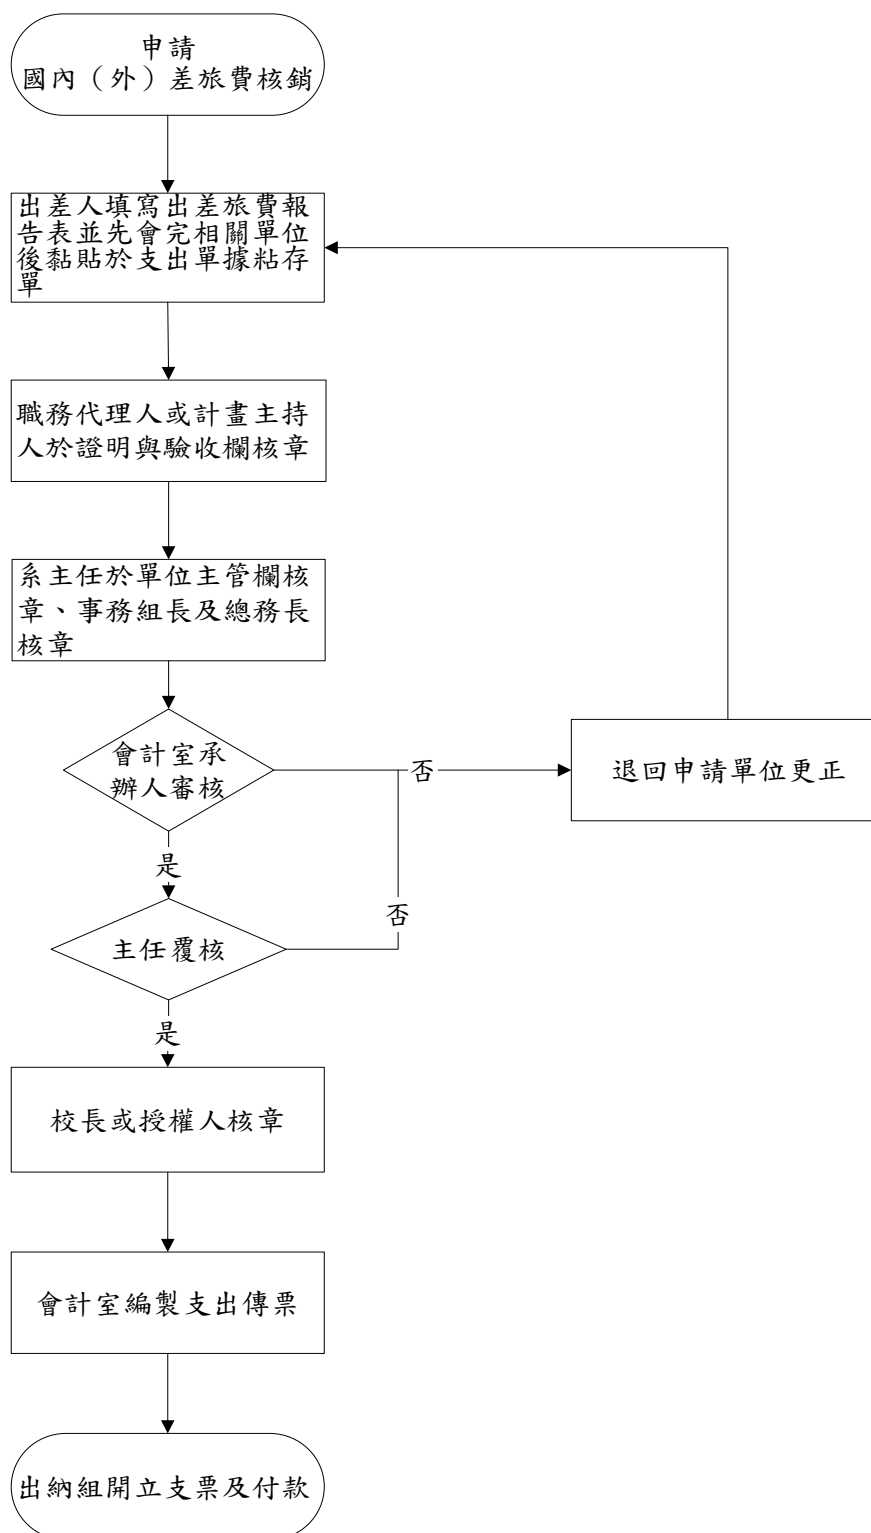 申請
國內（外）差旅費核銷
出差人填寫出差旅費報
告表並先會完相關單位
後黏貼於支出單據粘存
單
職務代理人或計畫主持
人於證明與驗收欄核章
系主任於單位主管欄核
章、事務組長及總務長
核章
會計室承
辦人審核
否
退回申請單位更正
是
否
主任覆核
是
校長或授權人核章
會計室編製支出傳票
出納組開立支票及付款